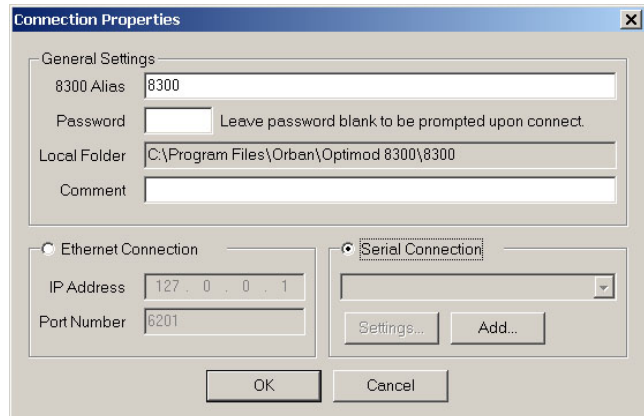 Connection Properties
General Settings
8300 Alias 8300
Password Leave password blank to be prompted upon connect.
Local Folder C:\Program Files\Orban\Optimod 8300\8300
Comment
Ethernet Connection
IP Address 127 . 0 . 0 . 1
Port Number 6201
Serial Connection
Settings... Add...
OK Cancel